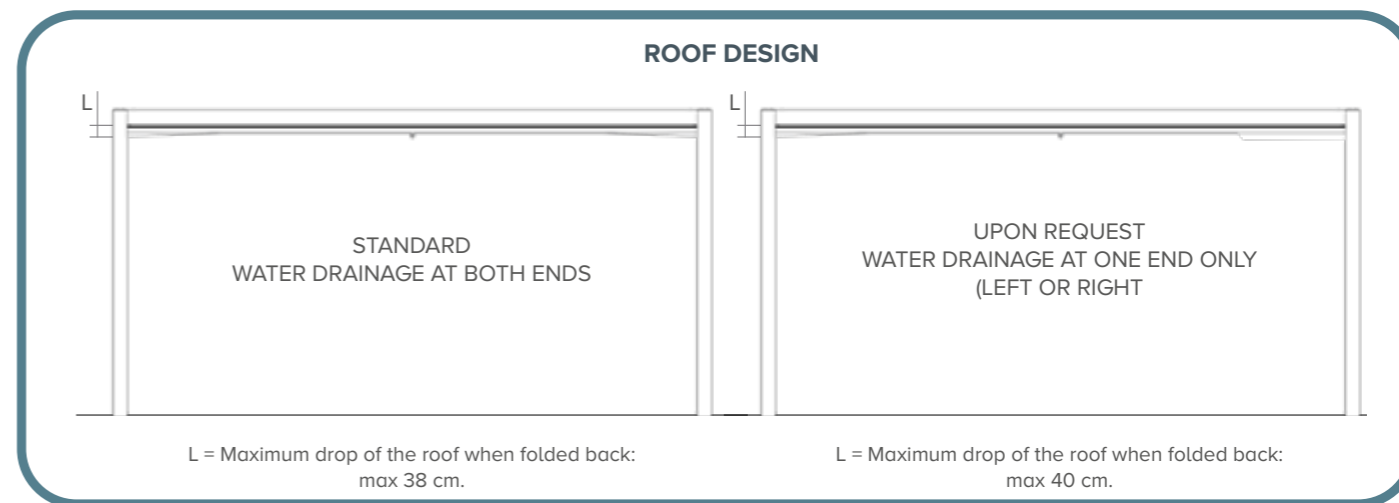 ROOF DESIGN
L
STANDARD
WATER DRAINAGE AT BOTH ENDS
L = Maximum drop of the roof when folded back:
max 38 cm.
L
UPON REQUEST
WATER DRAINAGE AT ONE END ONLY
(LEFT OR RIGHT
L = Maximum drop of the roof when folded back:
max 40 cm.